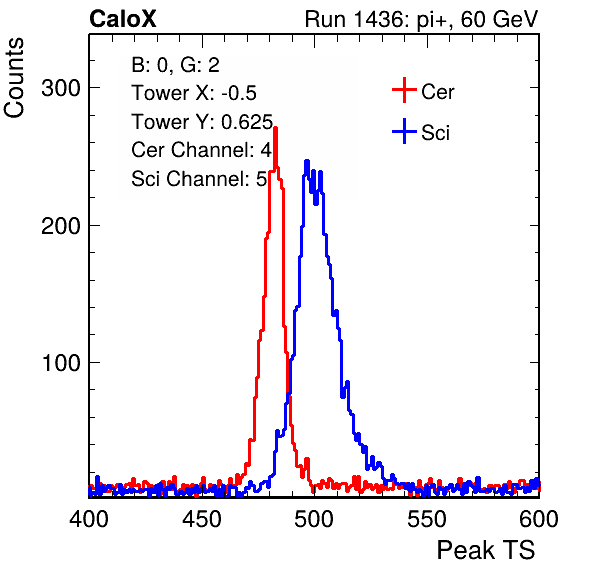 CaloX Run 1436: pi+, 60 GeV
B: 0, G: 2
Tower X: -0.5
Tower Y: 0.625
Cer Channel: 4
Sci Channel: 5
Cer
Sci
Counts
300
200
100
400 450 500 550 600
Peak TS